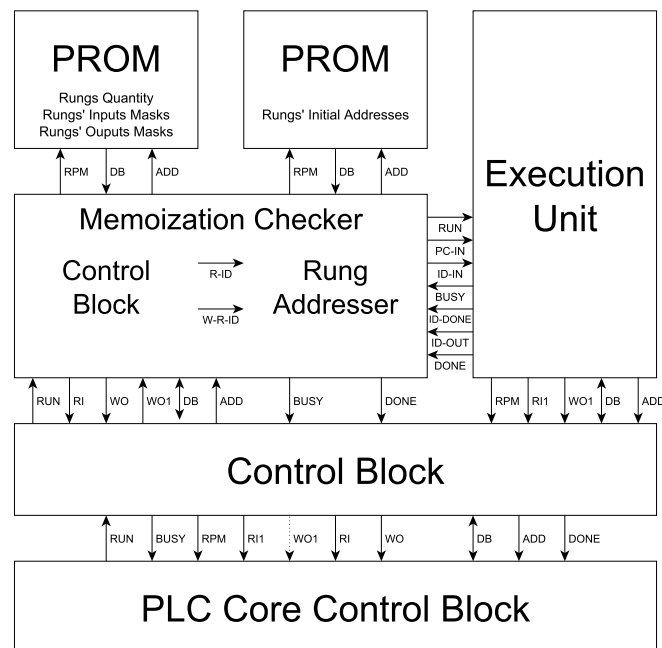 PROM
Rungs Quantity
Rungs' Inputs Masks
Rungs' Ouputs Masks
PROM
Rungs' Initial Addresses
Execution
Unit
RPM
DB
ADD
RPM
DB
ADD
Memoization Checker
Control
Block
R-ID
W-R-ID
Rung
Addresser
RUN
PC-IN
ID-IN
BUSY
ID-DONE
ID-OUT
DONE
RUN
RI
WO
WO1
DB
ADD
BUSY
DONE
RPM
RI1
WO1
DB
ADD
Control Block
RUN
BUSY
RPM
RI1
WO1
RI
WO
DB
ADD
DONE
PLC Core Control Block